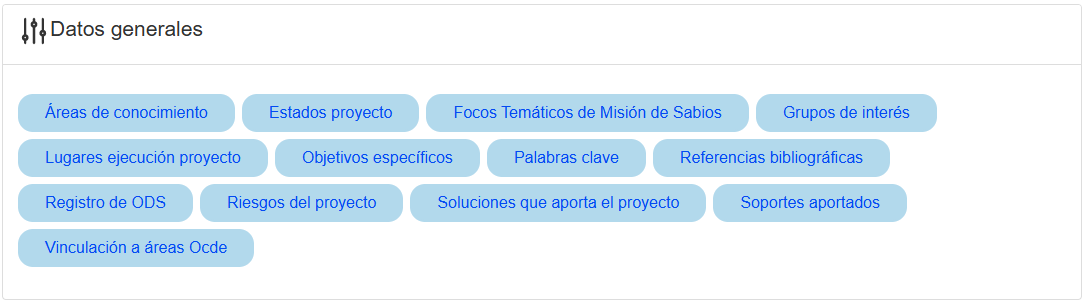 Datos generales
Áreas de conocimiento Estados proyecto Focos Temáticos de Misión de Sabios Grupos de interés
Lugares ejecución proyecto Objetivos específicos Palabras clave Referencias bibliográficas
Registro de ODS Riesgos del proyecto Soluciones que aporta el proyecto Soportes aportados
Vinculación a áreas Ocde